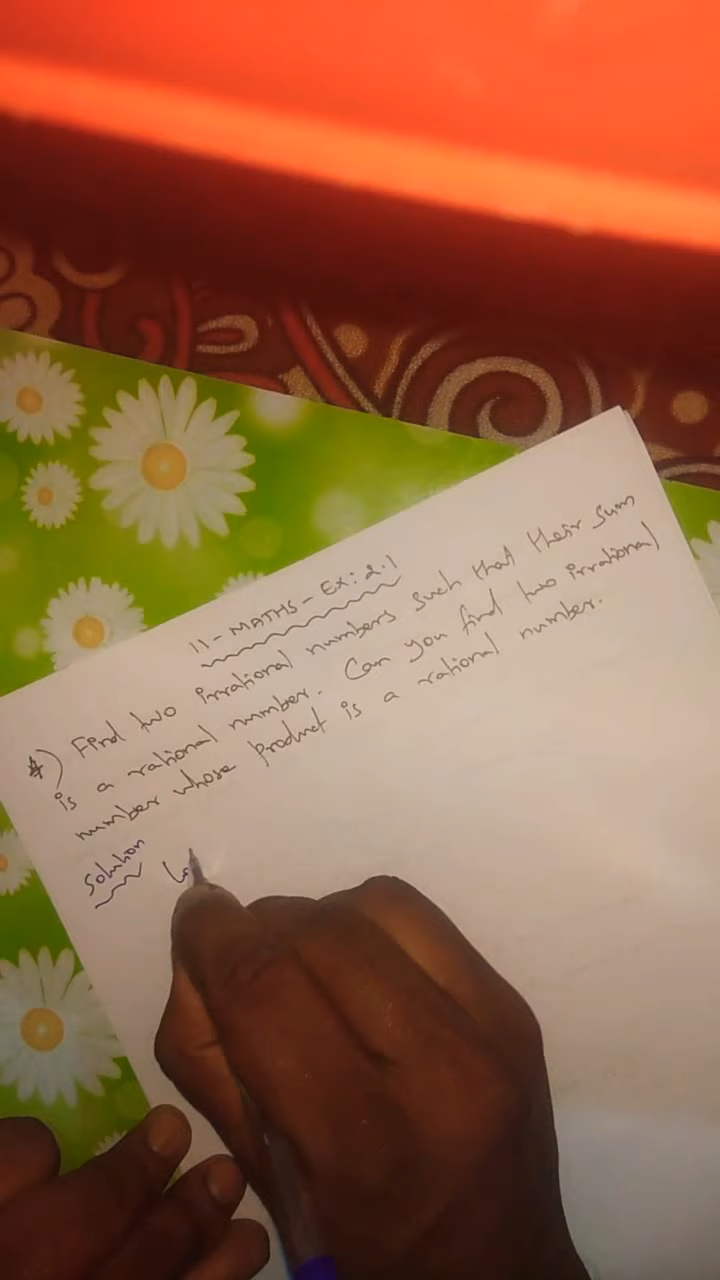 11 - MATHS - Ex: 2.1
4) Find two irrational numbers such that their sum
is a rational number. Can you find two irrational
number whose product is a rational number.
Solution Le